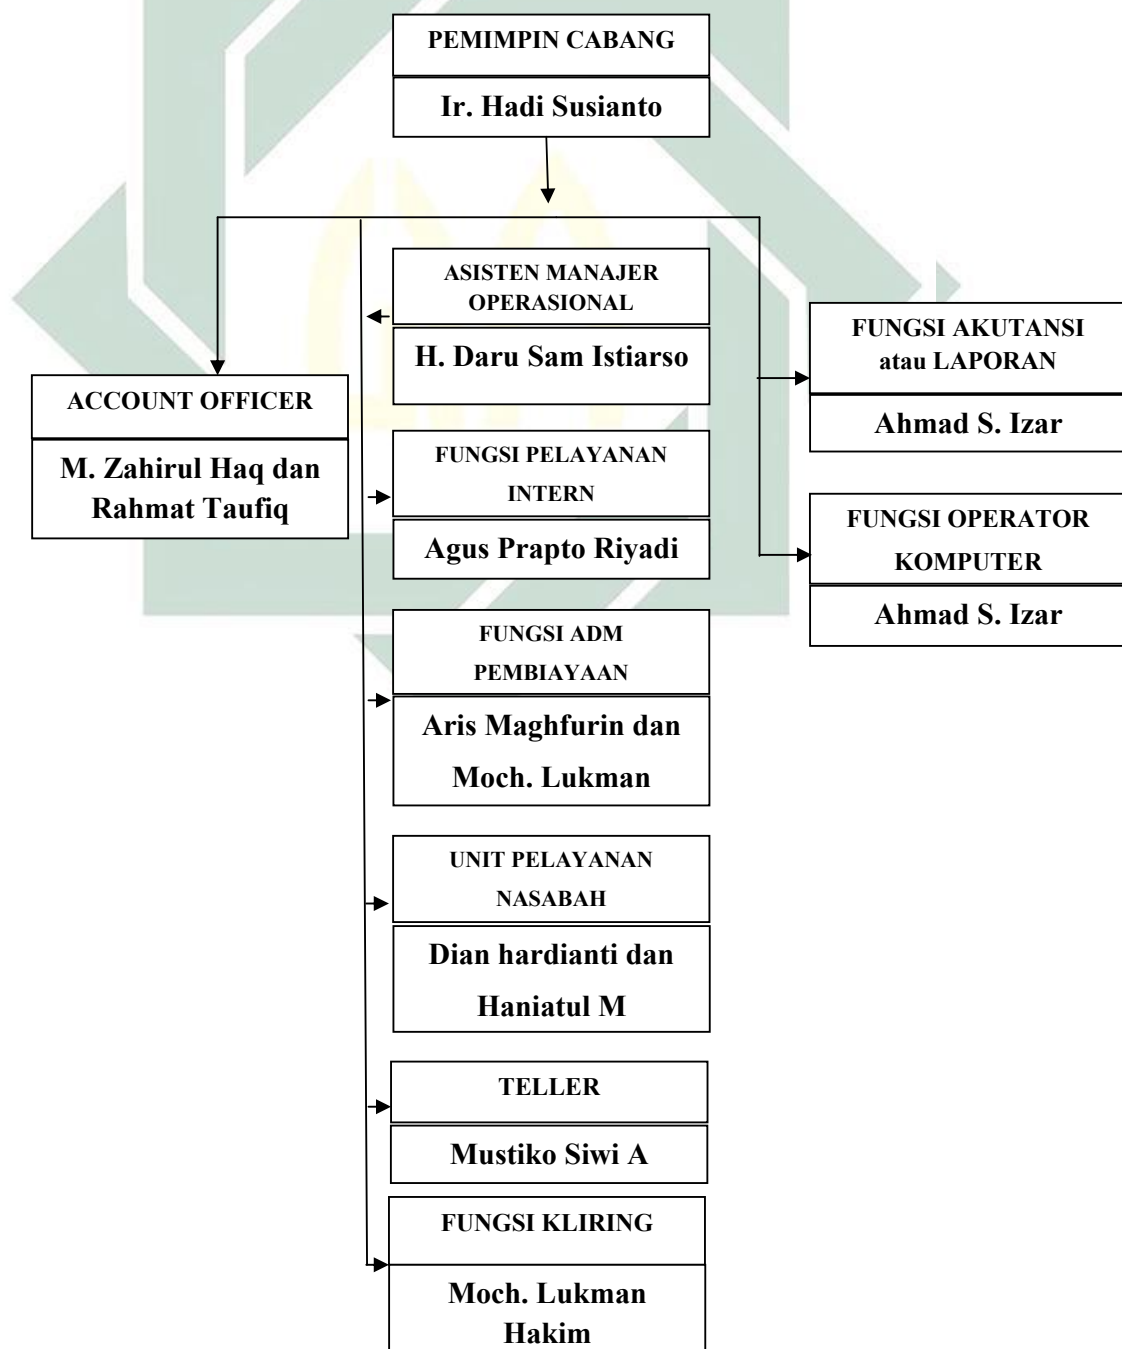 PEMIMPIN CABANG
Ir. Hadi Susianto
ASISTEN MANAJER
OPERASIONAL
H. Daru Sam Istiarso
FUNGSI AKUTANSI
atau LAPORAN
Ahmad S. Izar
ACCOUNT OFFICER
M. Zahirul Haq dan
Rahmat Taufiq
FUNGSI PELAYANAN
INTERN
Agus Prapto Riyadi
FUNGSI OPERATOR
KOMPUTER
Ahmad S. Izar
FUNGSI ADM
PEMBIAYAAN
Aris Maghfurin dan
Moch. Lukman
UNIT PELAYANAN
NASABAH
Dian hardianti dan
Haniatul M
TELLER
Mustiko Siwi A
FUNGSI KLIRING
Moch. Lukman
Hakim